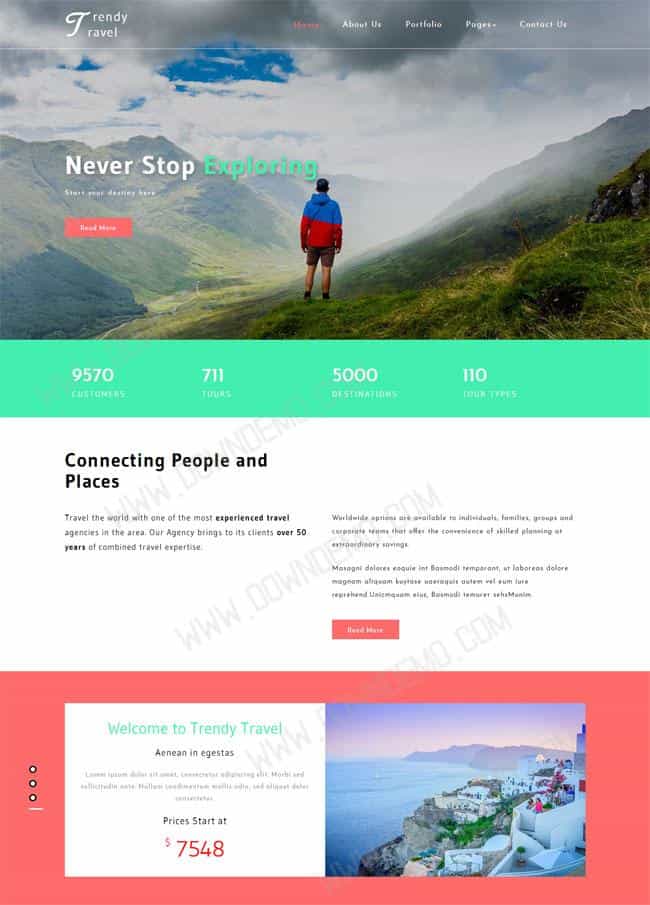 Trendy
Travel
Home
About Us
Portfolio
Pages
Contact Us
Never Stop Exploring
Start your destiny here
Read More
9570
CUSTOMERS
711
TOURS
5000
DESTINATIONS
110
TOUR TYPES
Connecting People and
Places
Travel the world with one of the most experienced travel
agencies in the area. Our Agency brings to its clients over 50
years of combined travel expertise.
Worldwide options are available to individuals, families, groups and
corporate teams that offer the convenience of skilled planning at
extraordinary savings.
Masagni dolores eoquie int Basmodi temporant, ut laboreas dolore
magnam aliquam kuytase uaeraquis autem vel eum iure
reprehend.Unicmquam eius, Basmodi temurer sehsMunim.
Read More
Welcome to Trendy Travel
Aenean in egestas
Lorem ipsum dolor sit amet, consectetur adipiscing elit. Morbi sed
sollicitudin ante. Nullam condimentum mollis odio, sed aliquet dolor
consectetur.
Prices Start at
$ 7548
WWW.DOWNDEMO.COM
WWW.DOWNDEMO.COM
WWW.DOWNDEMO.COM